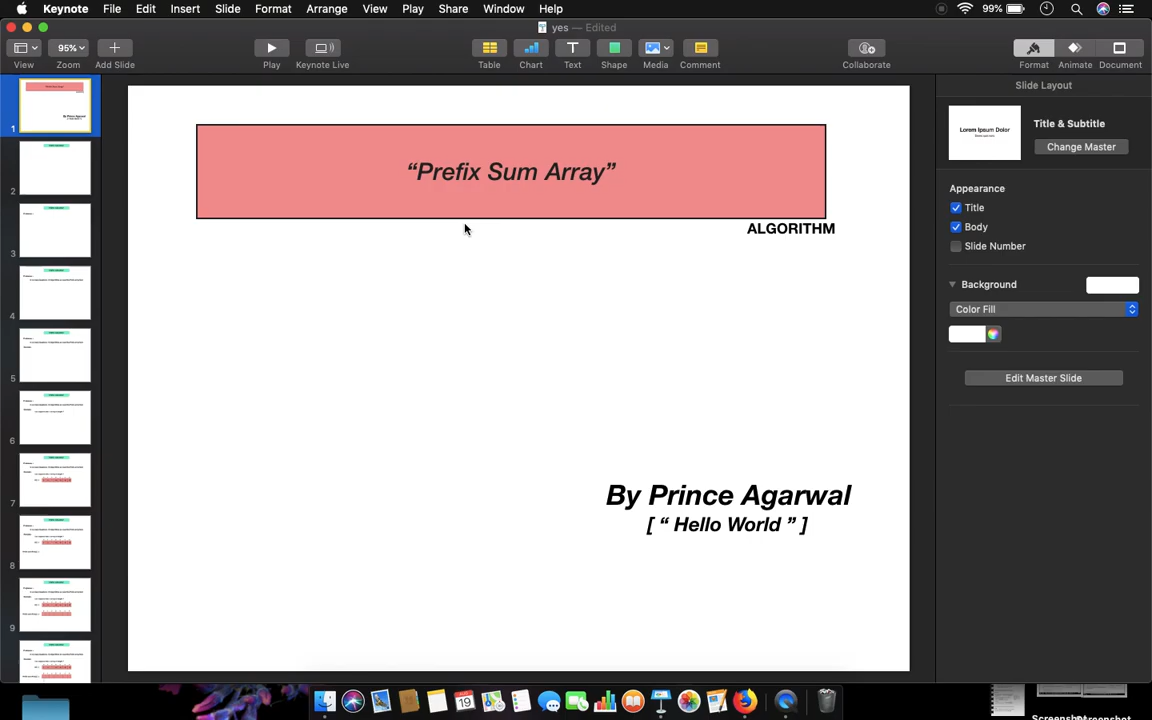 Keynote File Edit Insert Slide Format Arrange View Play Share Window Help 99%
yes — Edited
95%
View Zoom Add Slide Play Keynote Live Table Chart Text Shape Media Comment Collaborate Format Animate Document
Slide Layout
Lorem Ipsum Dolor
Title & Subtitle
Change Master
Appearance
Title
Body
Slide Number
Background
Color Fill
Edit Master Slide
1
2
3
4
5
6
7
8
9
“Prefix Sum Array”
ALGORITHM
By Prince Agarwal
[ “ Hello World ” ]
19